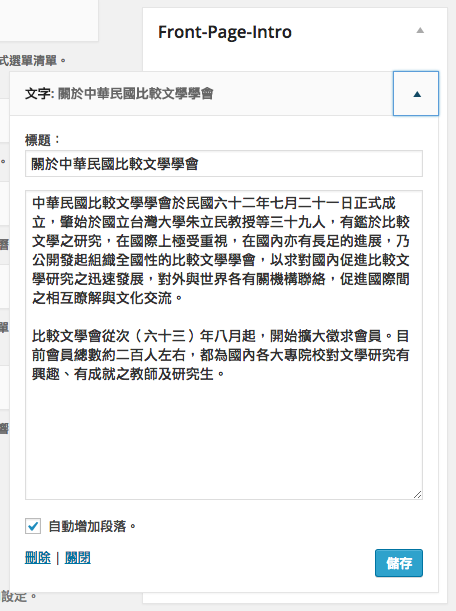 Front-Page-Intro
式選單清單。
文字: 關於中華民國比較文學學會
標題：
關於中華民國比較文學學會
中華民國比較文學學會於民國六十二年七月二十一日正式成
立，肇始於國立台灣大學朱立民教授等三十九人，有鑑於比較
文學之研究，在國際上極受重視，在國內亦有長足的進展，乃
公開發起組織全國性的比較文學學會，以求對國內促進比較文
學研究之迅速發展，對外與世界各有關機構聯絡，促進國際間
之相互瞭解與文化交流。
比較文學會從次（六十三）年八月起，開始擴大徵求會員。目
前會員總數約二百人左右，都為國內各大專院校對文學研究有
興趣、有成就之教師及研究生。
單
自動增加段落。
刪除 | 關閉
儲存
設定。